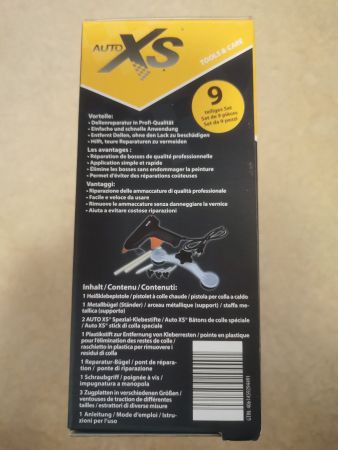 AUTO XS
TOOLS & CARE
9
teiliges Set
Set de 9 pièces
Set da 9 pezzi
Vorteile:
• Dellenreparatur in Profi-Qualität
• Einfache und schnelle Anwendung
• Entfernt Dellen, ohne den Lack zu beschädigen
• Hilft, teure Reparaturen zu vermeiden
Les avantages :
• Réparation de bosses de qualité professionnelle
• Application simple et rapide
• Elimine les bosses sans endommager la peinture
• Permet d'éviter des réparations coûteuses
Vantaggi:
• Riparazione delle ammaccature di qualità professionale
• Facile e veloce da usare
• Rimuove le ammaccature senza danneggiare la vernice
• Aiuta a evitare costose riparazioni
Inhalt / Contenu / Contenuti:
1 Heißklebepistole / pistolet à colle chaude / pistola per colla a caldo
1 Metallbügel (Ständer) / arceau métallique (support) / staffa me-
tallica (supporto)
2 AUTO XS® Spezial-Klebestifte / Auto XS® Bâtons de colle spéciale
/ Auto XS® stick di colla speciale
1 Plastikstift zur Entfernung von Kleberresten / pointe en plastique
pour l'élimination des restes de colle /
raschietto in plastica per rimuovere i
residui di colla
1 Reparatur-Bügel / pont de répara-
tion / ponte di riparazione
1 Schraubgriff / poignée à vis /
impugnatura a manopola
3 Zugplatten in verschiedenen Größen /
ventouses de traction de différentes
tailles / estrattori di diverse misure
1 Anleitung / Mode d'emploi / Istru-
zioni per l'uso